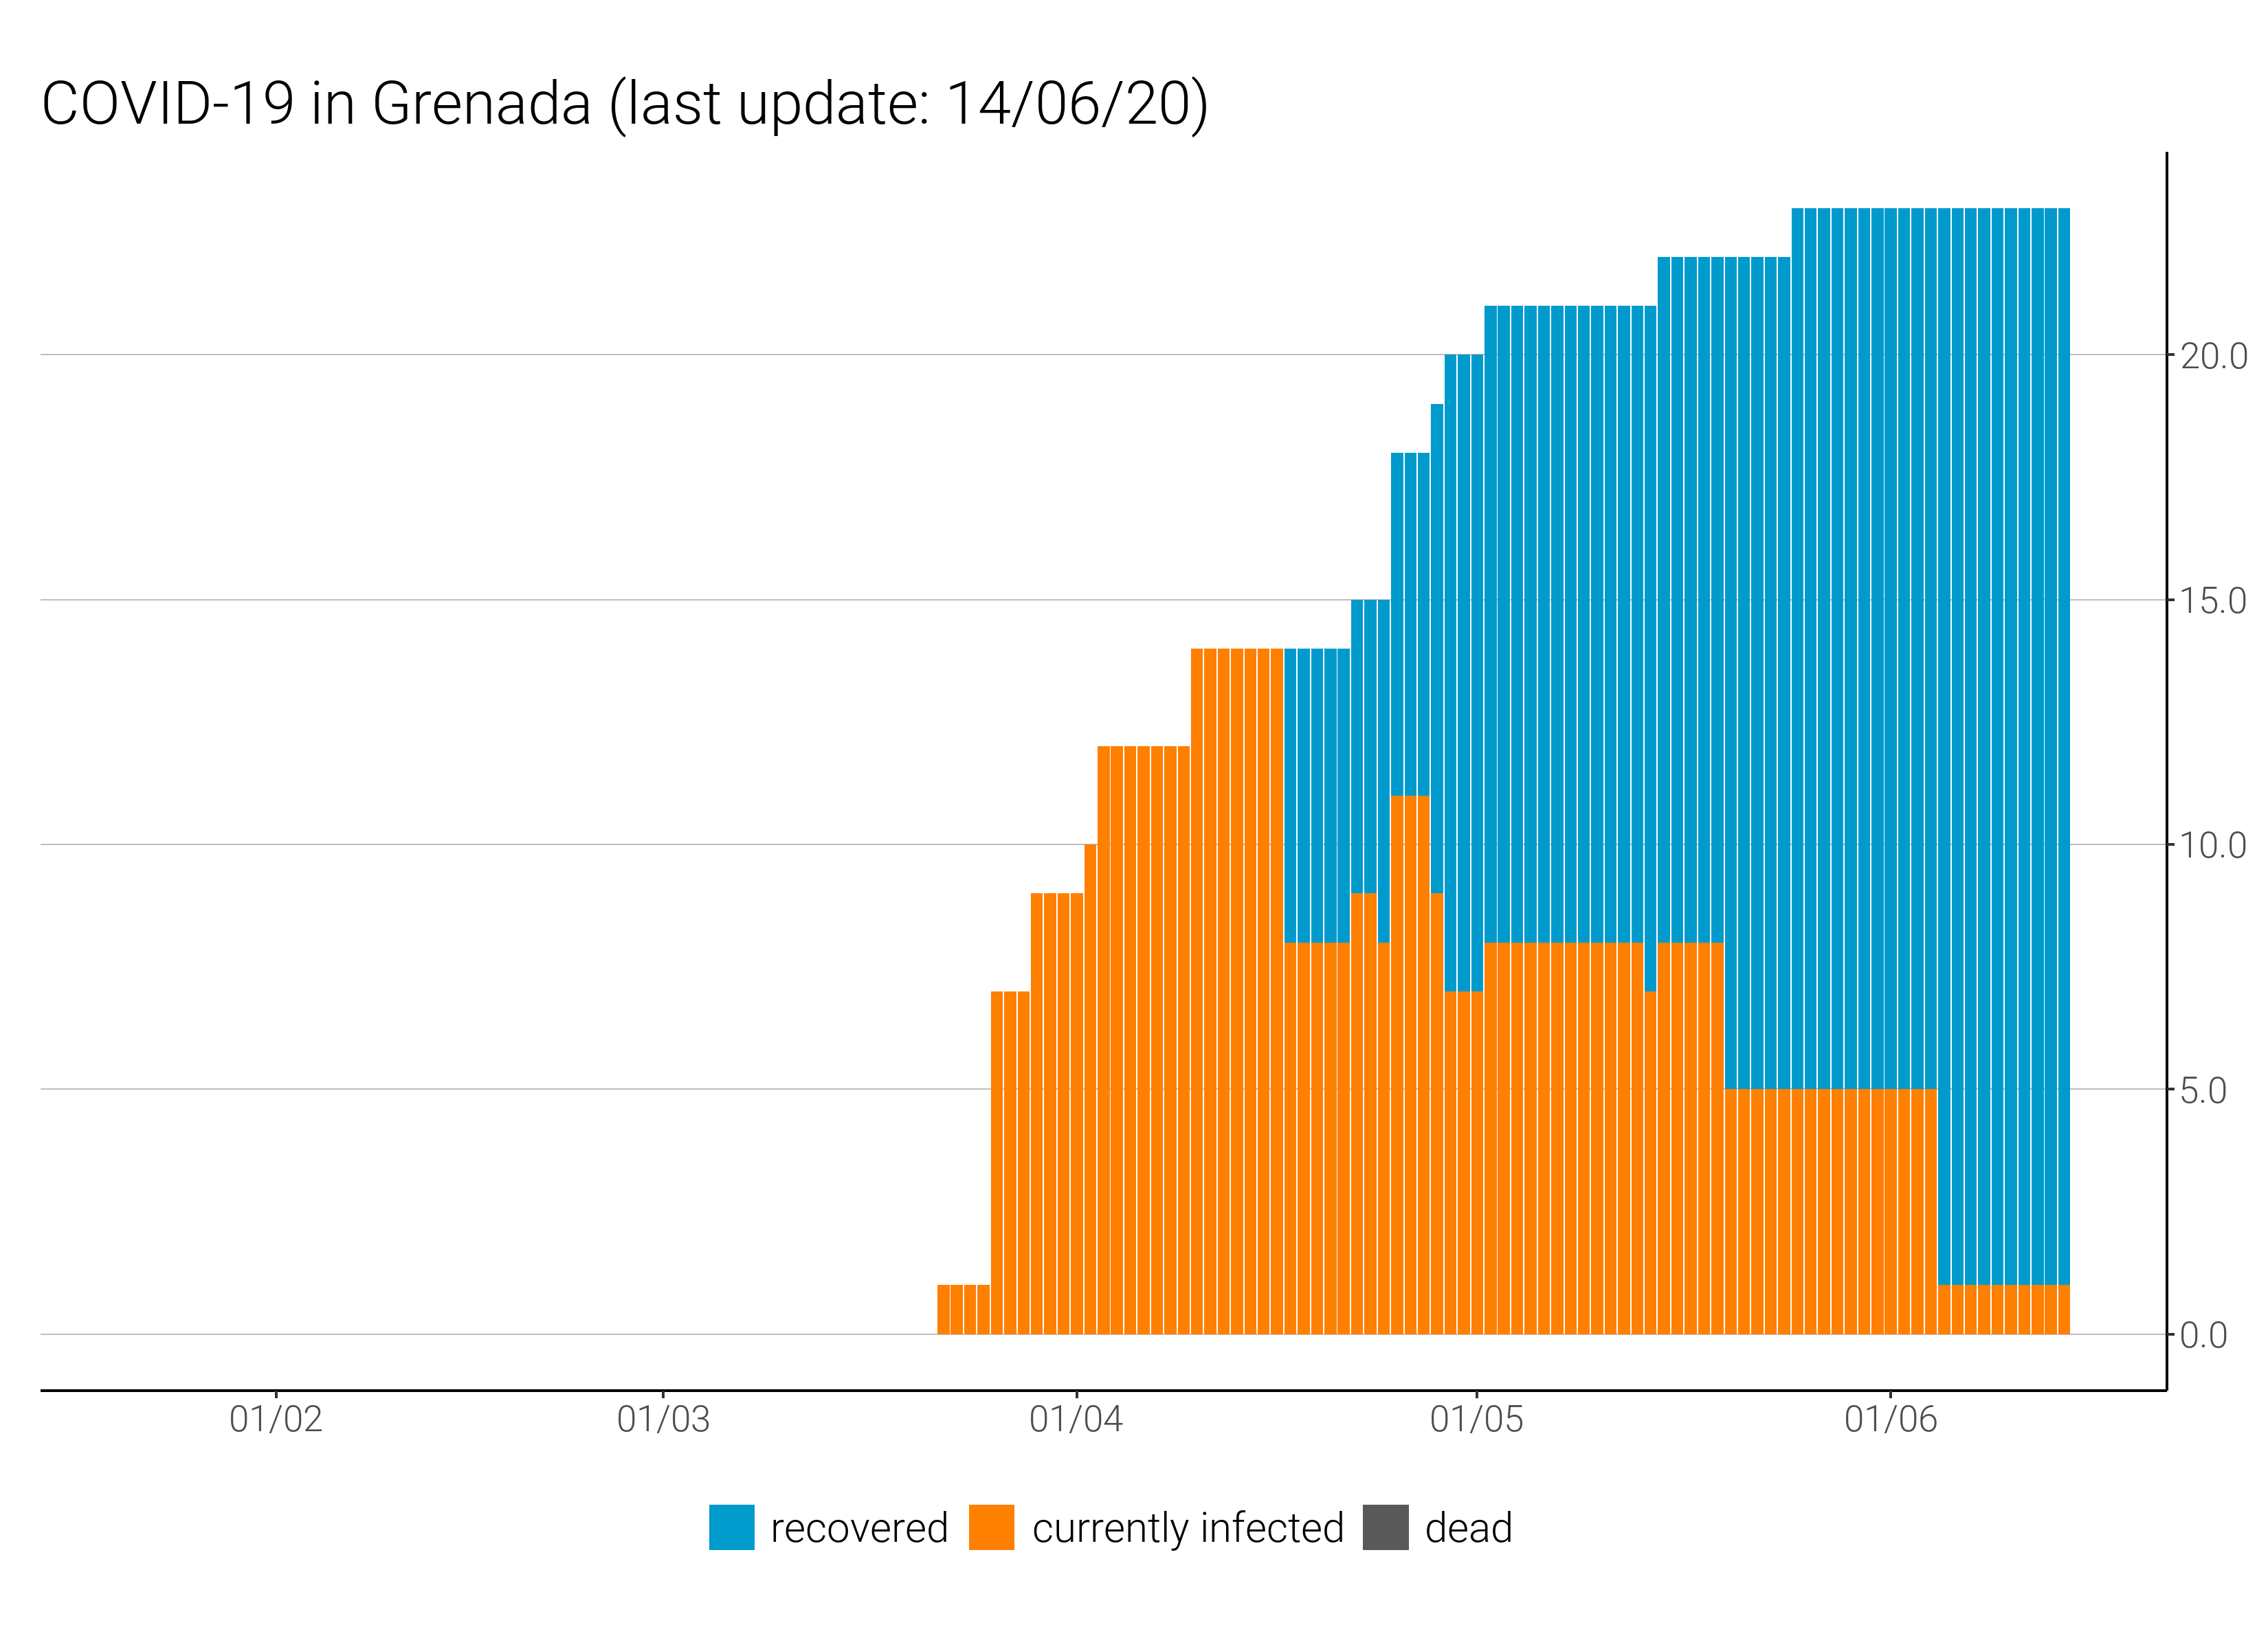 COVID-19 in Grenada (last update: 14/06/20)
20.0
15.0
10.0
5.0
0.0
01/02 01/03 01/04 01/05 01/06
recovered currently infected dead